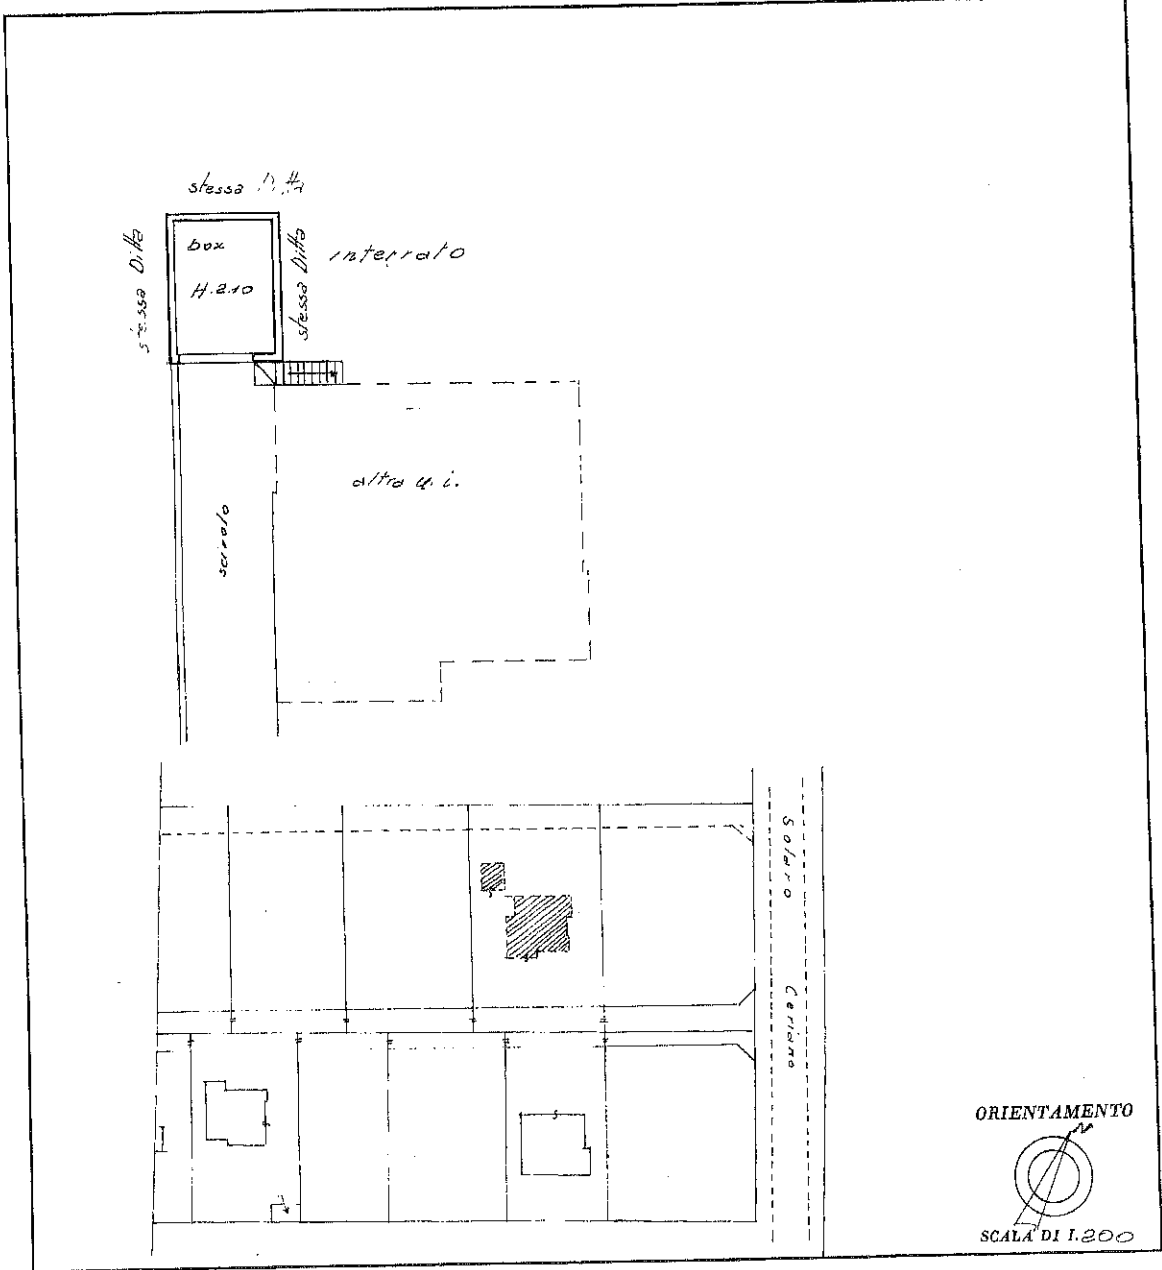 stessa Ditta
stessa Ditta
box
H. 2.10
stessa Ditta
interrato
altra u.i.
scivolo
Solaro Ceriano
ORIENTAMENTO
N
SCALA DI 1.200